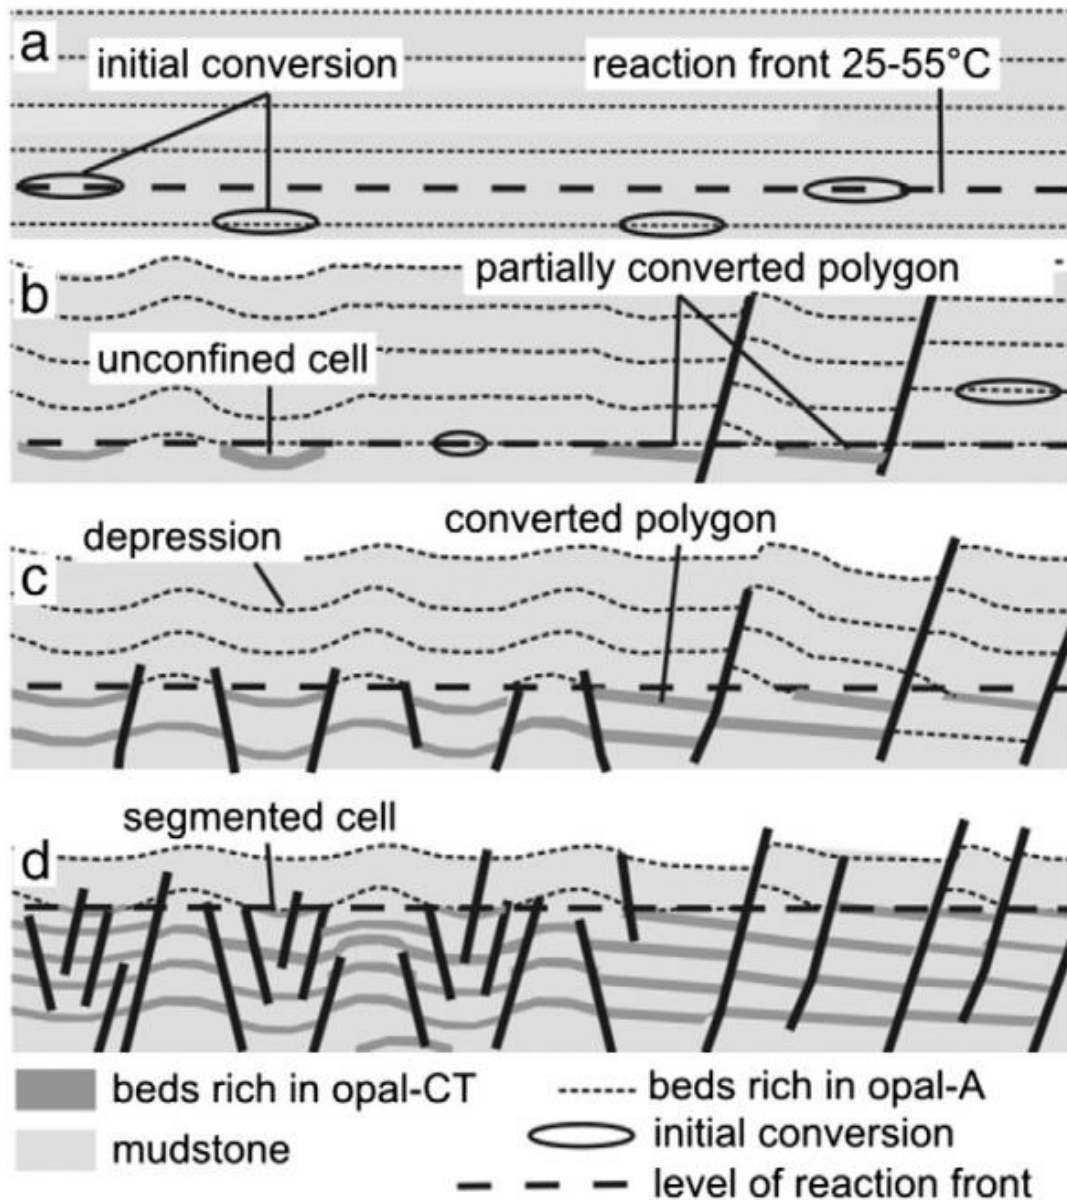 a
initial conversion
reaction front 25-55°C
b
partially converted polygon
unconfined cell
converted polygon
depression
c
segmented cell
d
beds rich in opal-CT
beds rich in opal-A
mudstone
initial conversion
level of reaction front